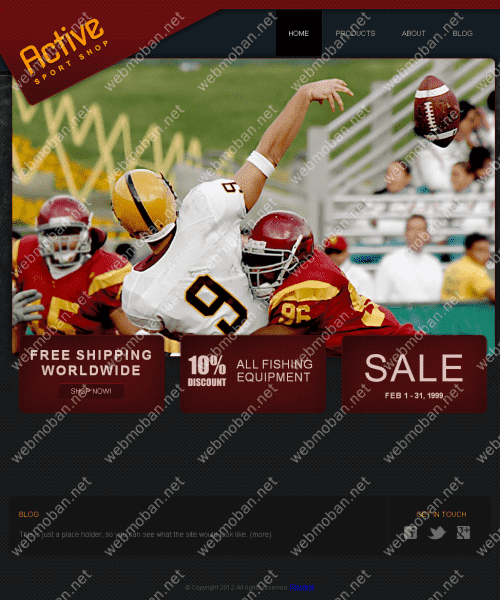 Active
SPORT SHOP
HOME PRODUCTS ABOUT BLOG
6
9
96
FREE SHIPPING
WORLDWIDE
SHOP NOW!
10%
DISCOUNT
ALL FISHING
EQUIPMENT
SALE
FEB 1 - 31, 1999
BLOG
GET IN TOUCH
This is just a place holder, so you can see what the site would look like. (more)
© Copyright 2012. All rights reserved.
webmoban.net